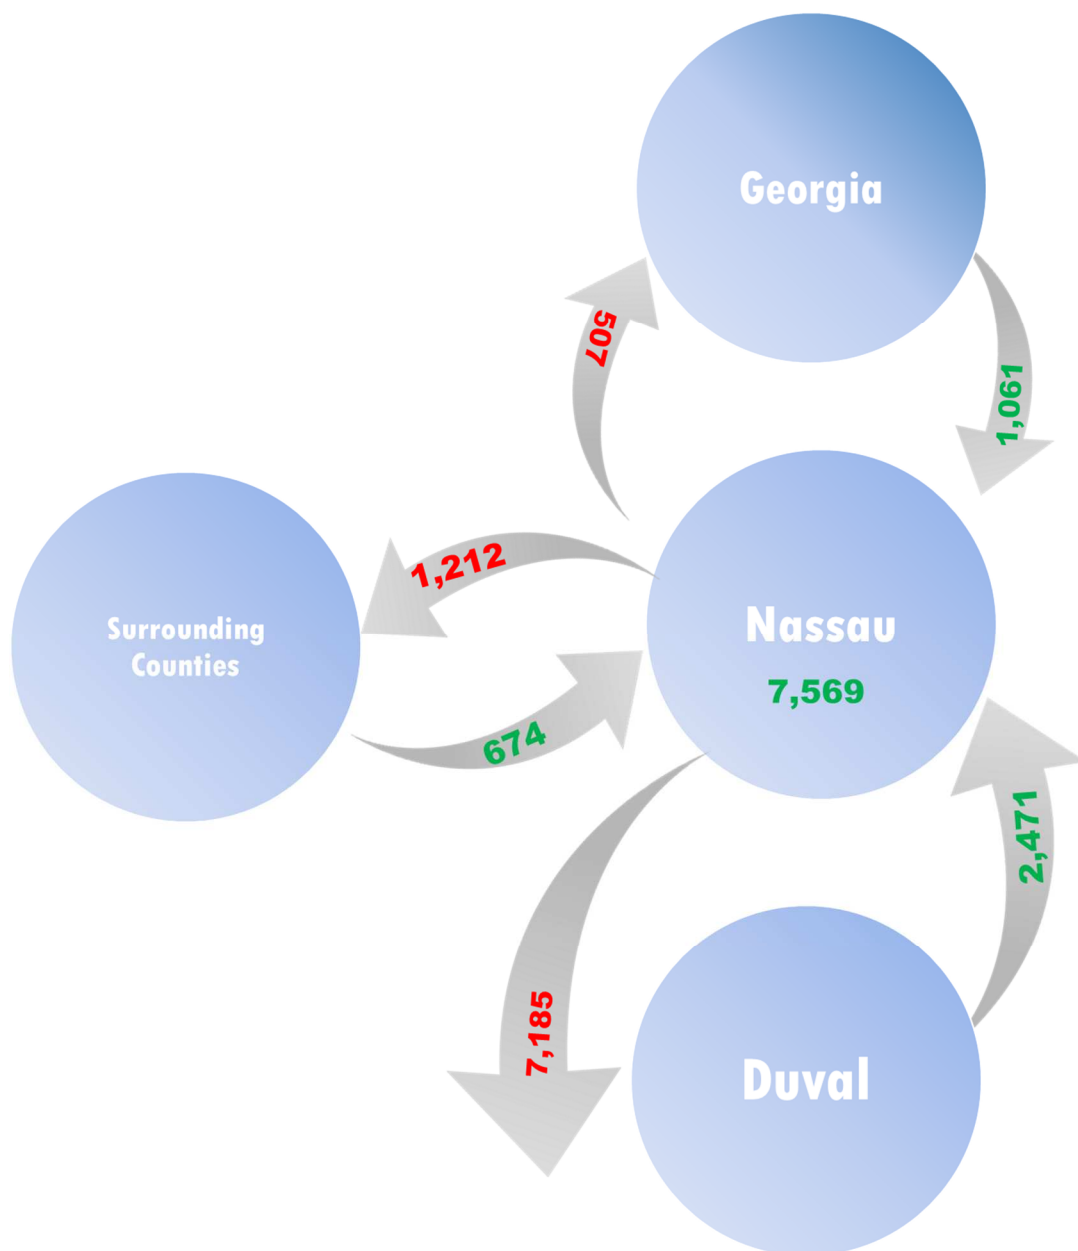 Georgia
507
1,061
1,212
Surrounding
Counties
Nassau
7,569
674
2,471
7,185
Duval